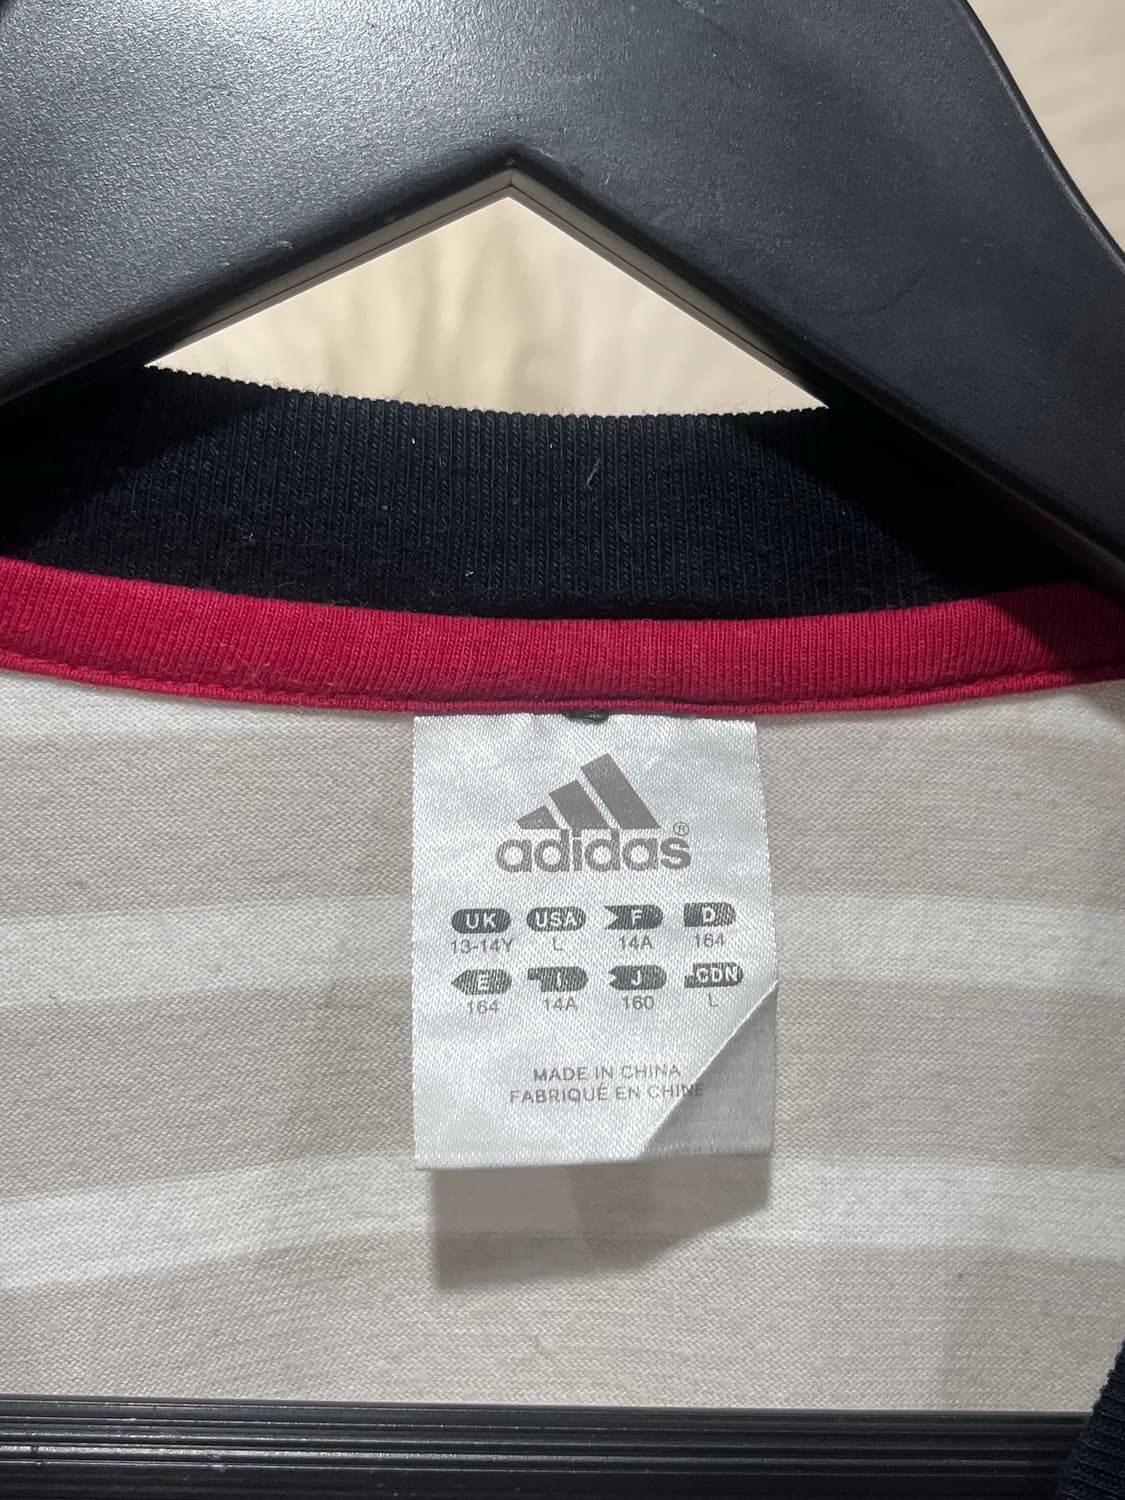 adidas®
UK USA F D
13-14Y L 14A 164
E I J CDN
164 14A 160 L
MADE IN CHINA
FABRIQUÉ EN CHINE